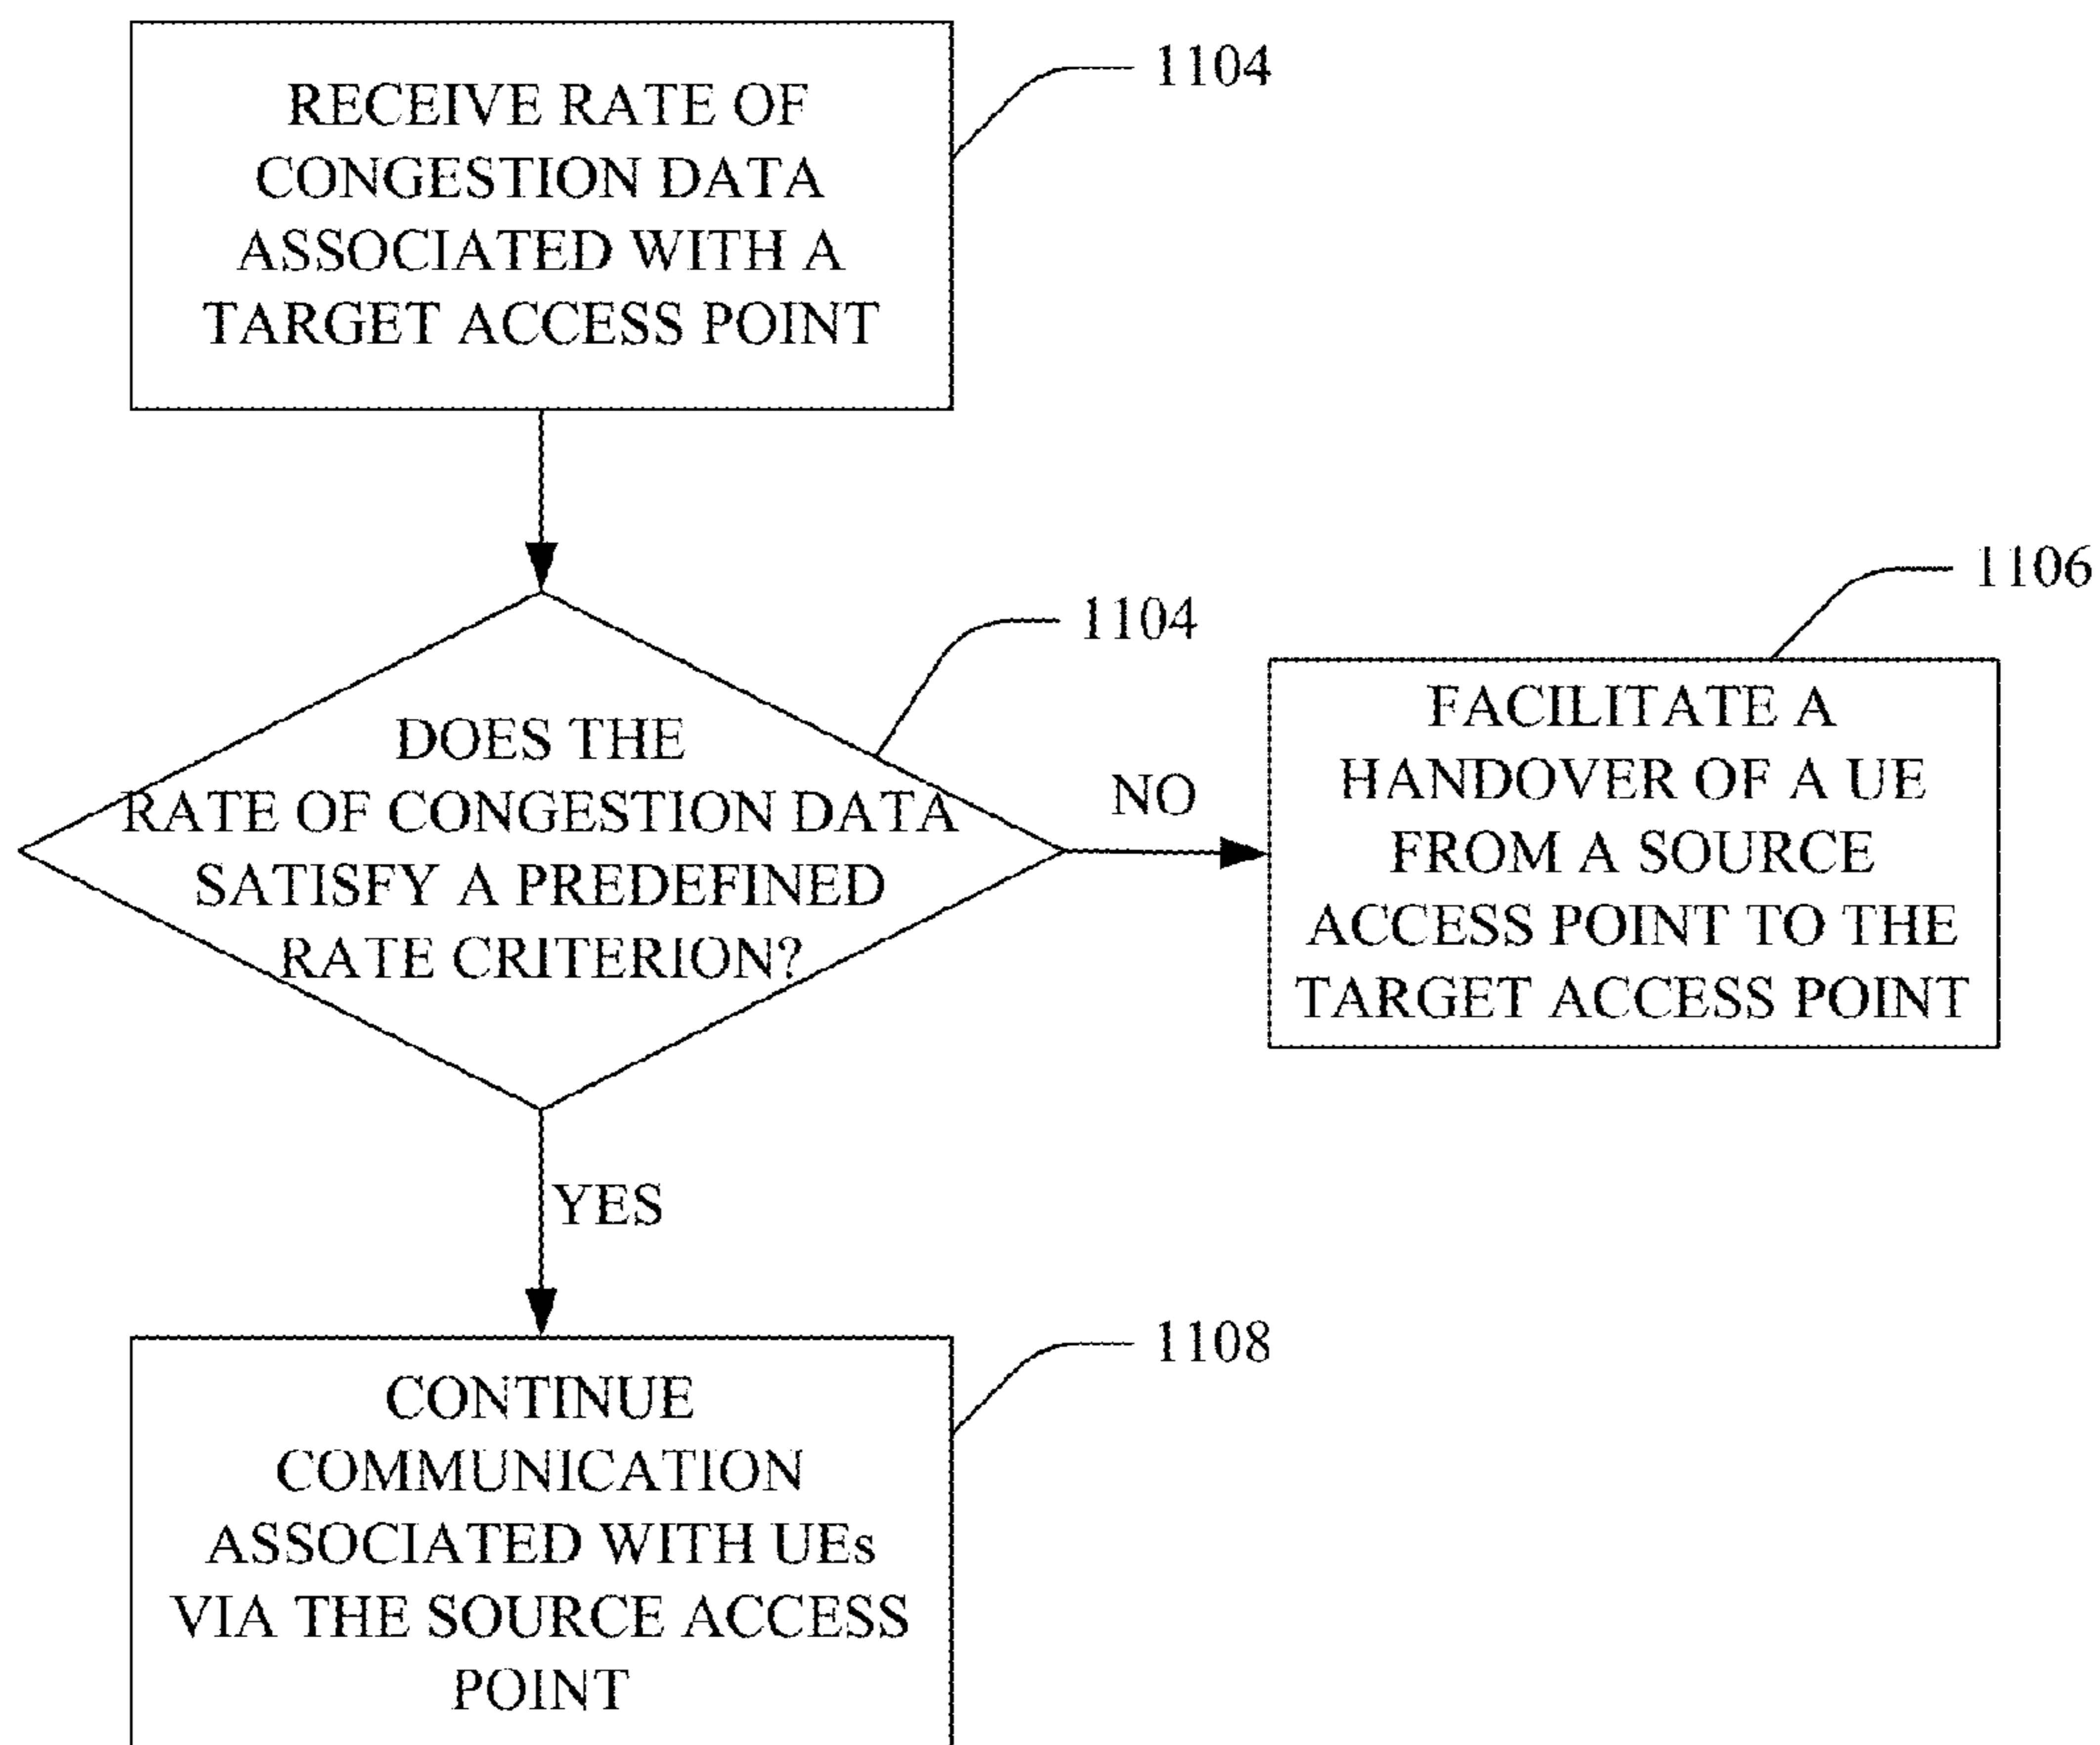 RECEIVE RATE OF
CONGESTION DATA
ASSOCIATED WITH A
TARGET ACCESS POINT
1104
DOES THE
RATE OF CONGESTION DATA
SATISFY A PREDEFINED
RATE CRITERION?
1104
NO
FACILITATE A
HANDOVER OF A UE
FROM A SOURCE
ACCESS POINT TO THE
TARGET ACCESS POINT
1106
YES
CONTINUE
COMMUNICATION
ASSOCIATED WITH UEs
VIA THE SOURCE ACCESS
POINT
1108